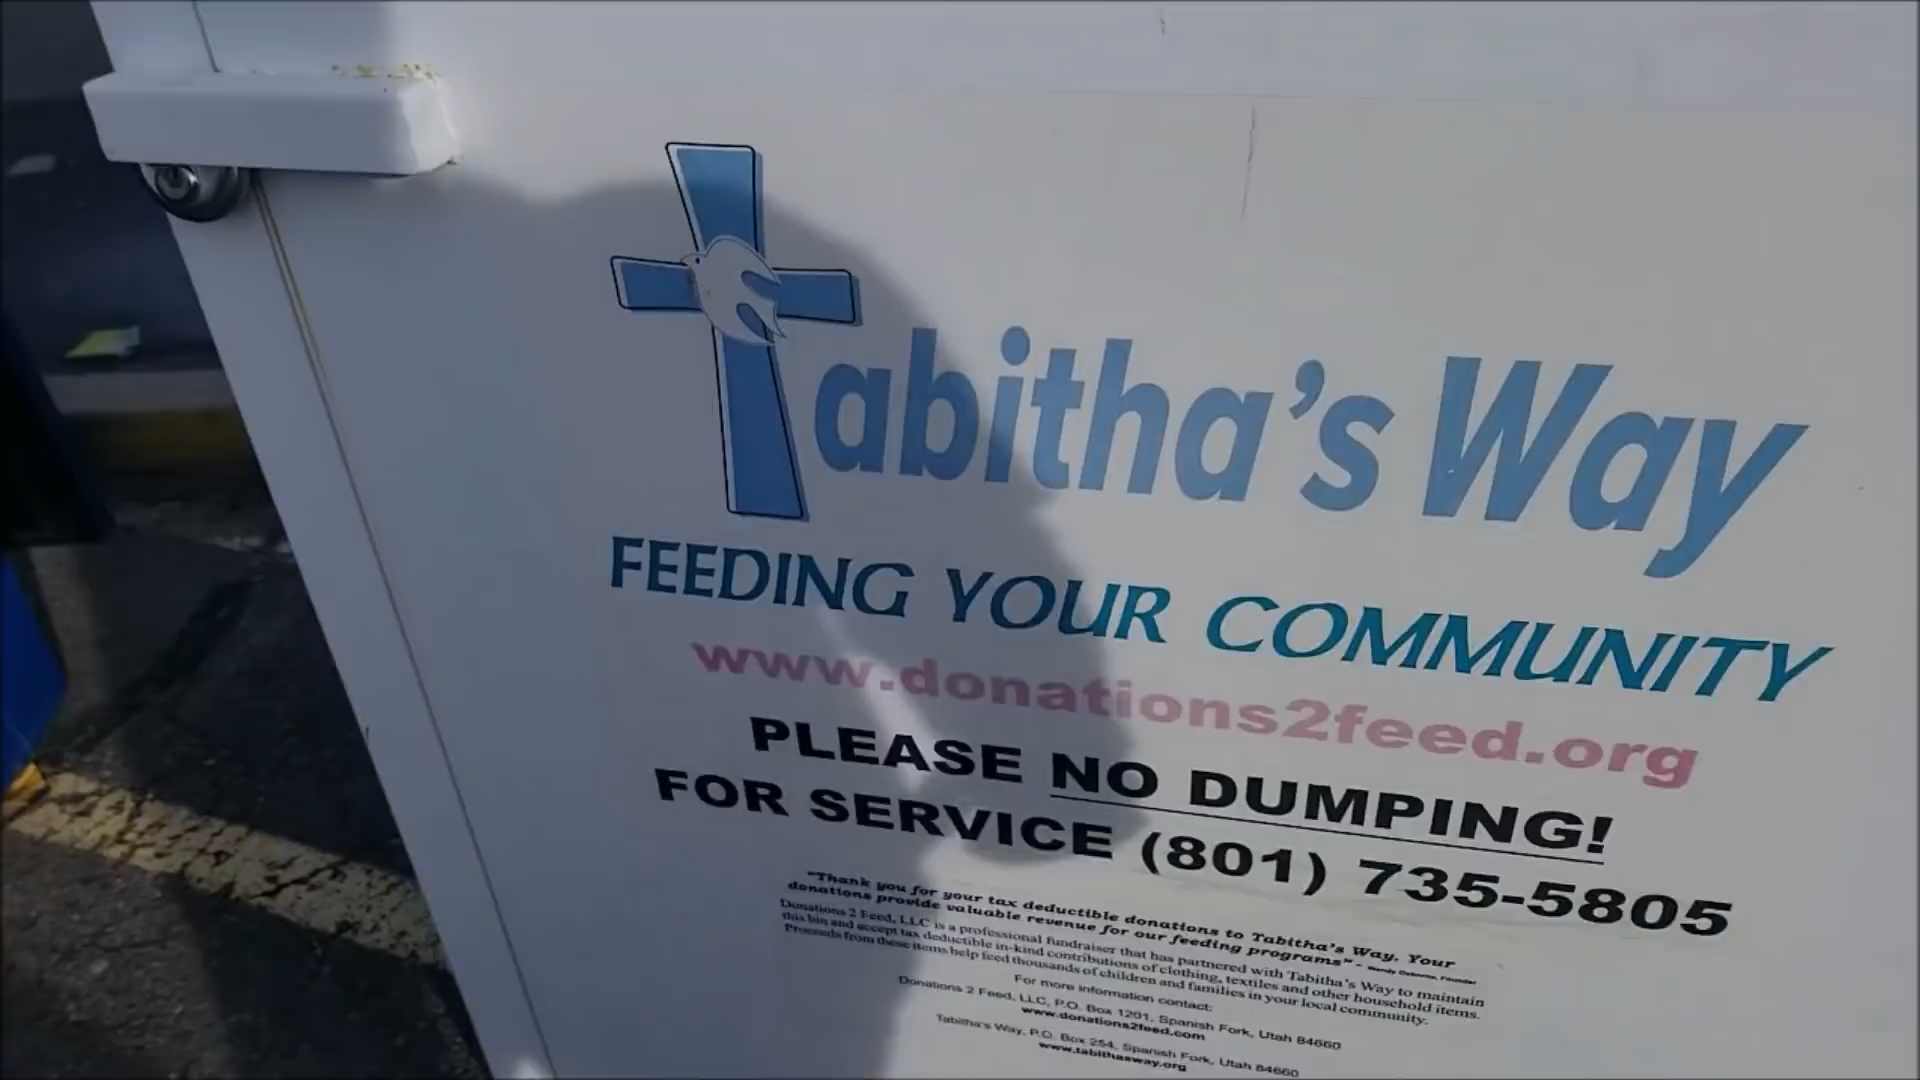 Tabitha's Way
FEEDING YOUR COMMUNITY
www.donations2feed.org
PLEASE NO DUMPING!
FOR SERVICE (801) 735-5805
"Thank you for your tax deductible donations to Tabitha's Way. Your
donations provide valuable revenue for our feeding programs" - Wendy Osborne, Founder
Donations 2 Feed, LLC is a professional fundraiser that has partnered with Tabitha's Way to maintain
this bin and accept tax deductible in-kind contributions of clothing, textiles and other household items.
Proceeds from these items help feed thousands of children and families in your local community.
For more information contact:
Donations 2 Feed, LLC, P.O. Box 1201, Spanish Fork, Utah 84660
www.donations2feed.com
Tabitha's Way, P.O. Box 254, Spanish Fork, Utah 84660
www.tabithasway.org